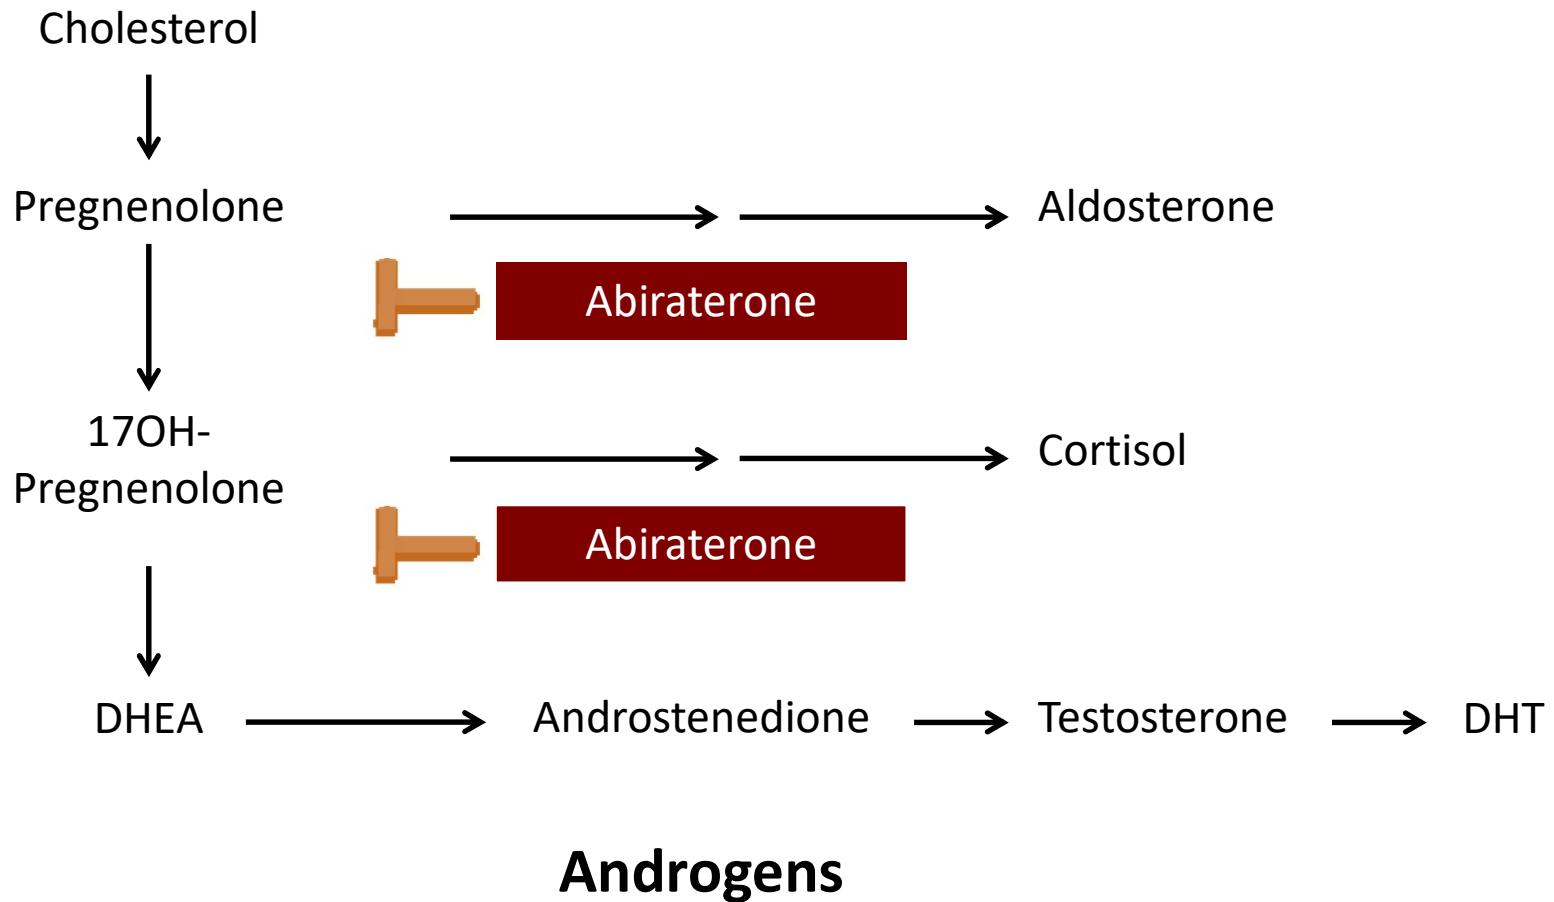 Cholesterol
Pregnenolone
Aldosterone
Abiraterone
17OH-
Pregnenolone
Cortisol
Abiraterone
DHEA
Androstenedione
Testosterone
DHT
Androgens